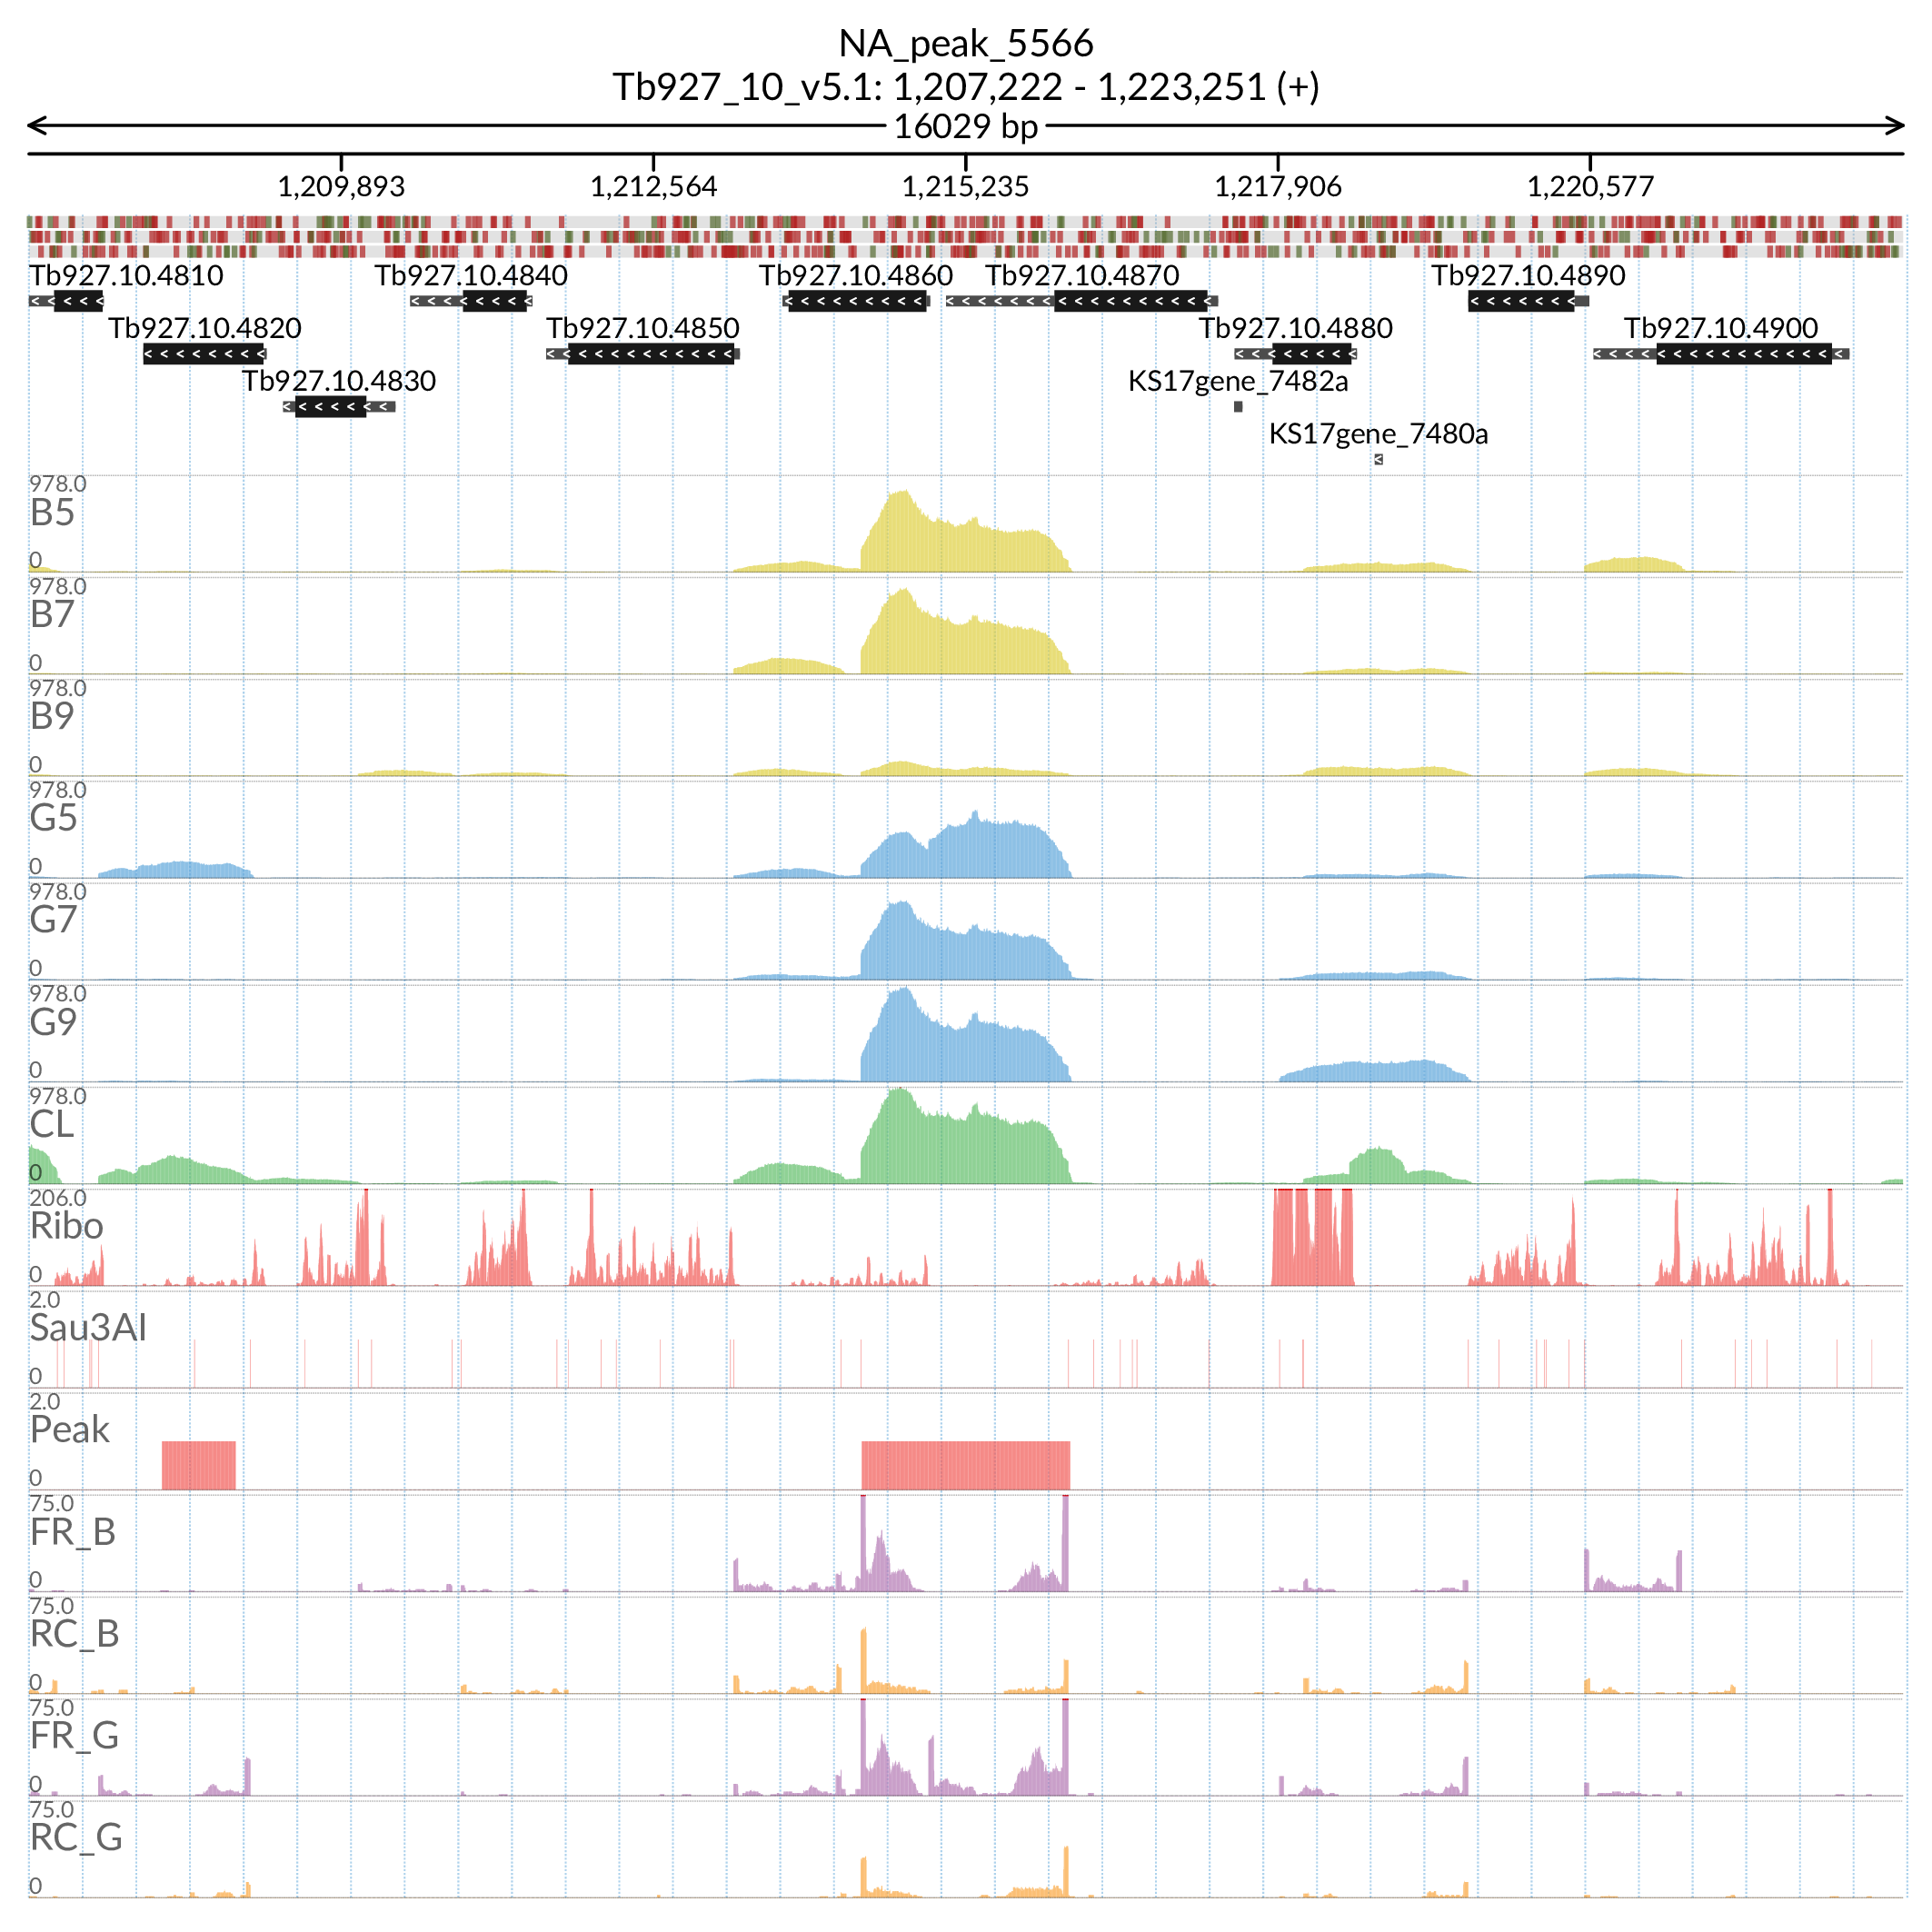 NA_peak_5566
Tb927_10_v5.1: 1,207,222 - 1,223,251 (+)
16029 bp
1,209,893 1,212,564 1,215,235 1,217,906 1,220,577
Tb927.10.4810 Tb927.10.4840 Tb927.10.4860 Tb927.10.4870 Tb927.10.4890
Tb927.10.4820 Tb927.10.4850 Tb927.10.4880 Tb927.10.4900
Tb927.10.4830 KS17gene_7482a
KS17gene_7480a
978.0
B5
0
978.0
B7
0
978.0
B9
0
978.0
G5
0
978.0
G7
0
978.0
G9
0
978.0
CL
0
206.0
Ribo
0
2.0
Sau3AI
0
2.0
Peak
0
75.0
FR_B
0
75.0
RC_B
0
75.0
FR_G
0
75.0
RC_G
0